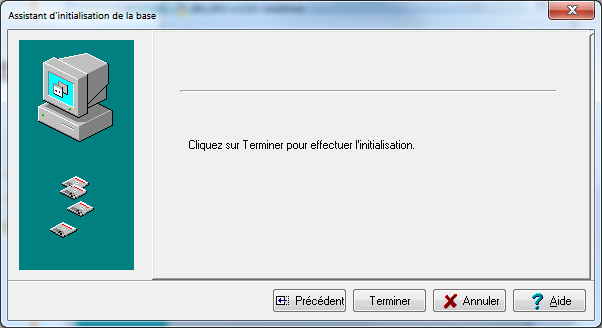 Assistant d'initialisation de la base
Cliquez sur Terminer pour effectuer l'initialisation.
Précédent Terminer Annuler Aide